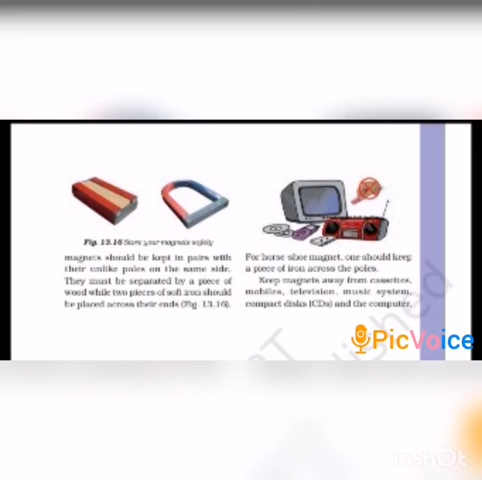 Fig. 13.16 Store your magnets safely
magnets should be kept in pairs with
their unlike poles on the same side.
They must be separated by a piece of
wood while two pieces of soft iron should
be placed across their ends (Fig. 13.16).
For horse-shoe magnet, one should keep
a piece of iron across the poles.
Keep magnets away from cassettes,
mobiles, television, music system,
compact disks (CDs) and the computer.
PicVoice
InShOt